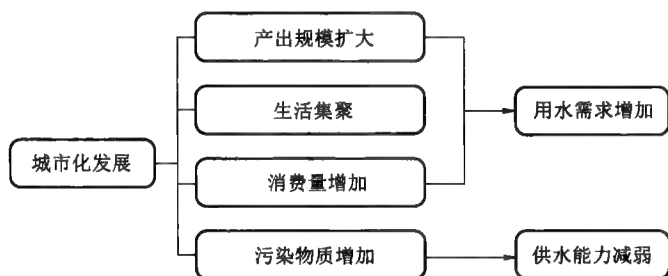 产出规模扩大
生活集聚
用水需求增加
城市化发展
消费量增加
污染物质增加
供水能力减弱